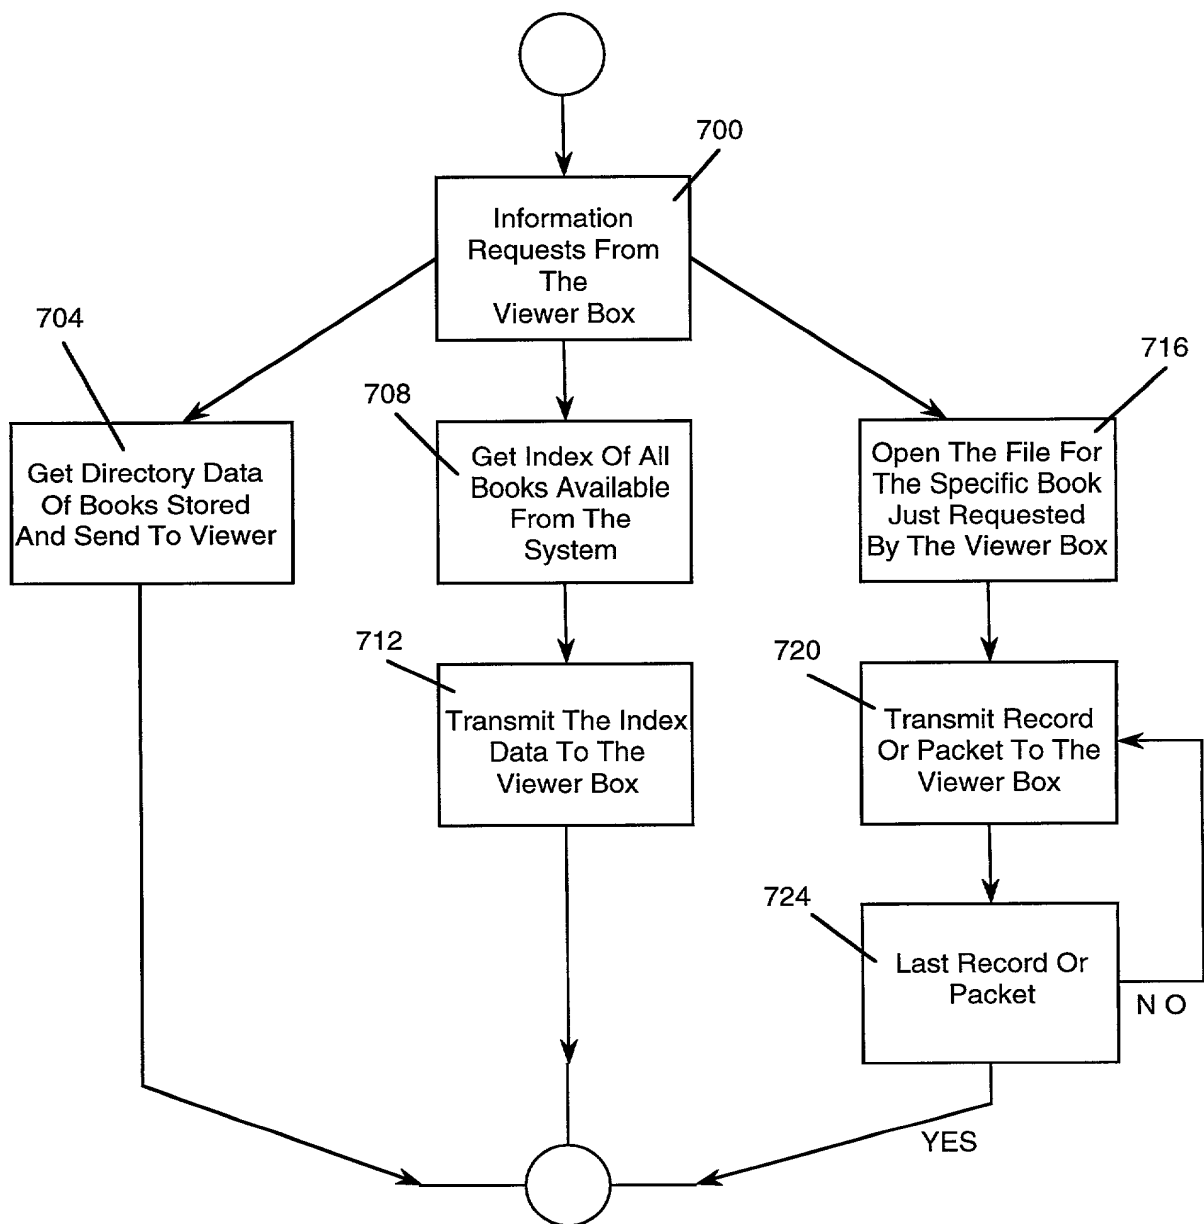 700
Information
Requests From
The
Viewer Box
704
Get Directory Data
Of Books Stored
And Send To Viewer
708
Get Index Of All
Books Available
From The
System
716
Open The File For
The Specific Book
Just Requested
By The Viewer Box
712
Transmit The Index
Data To The
Viewer Box
720
Transmit Record
Or Packet To The
Viewer Box
724
Last Record Or
Packet
N O
YES